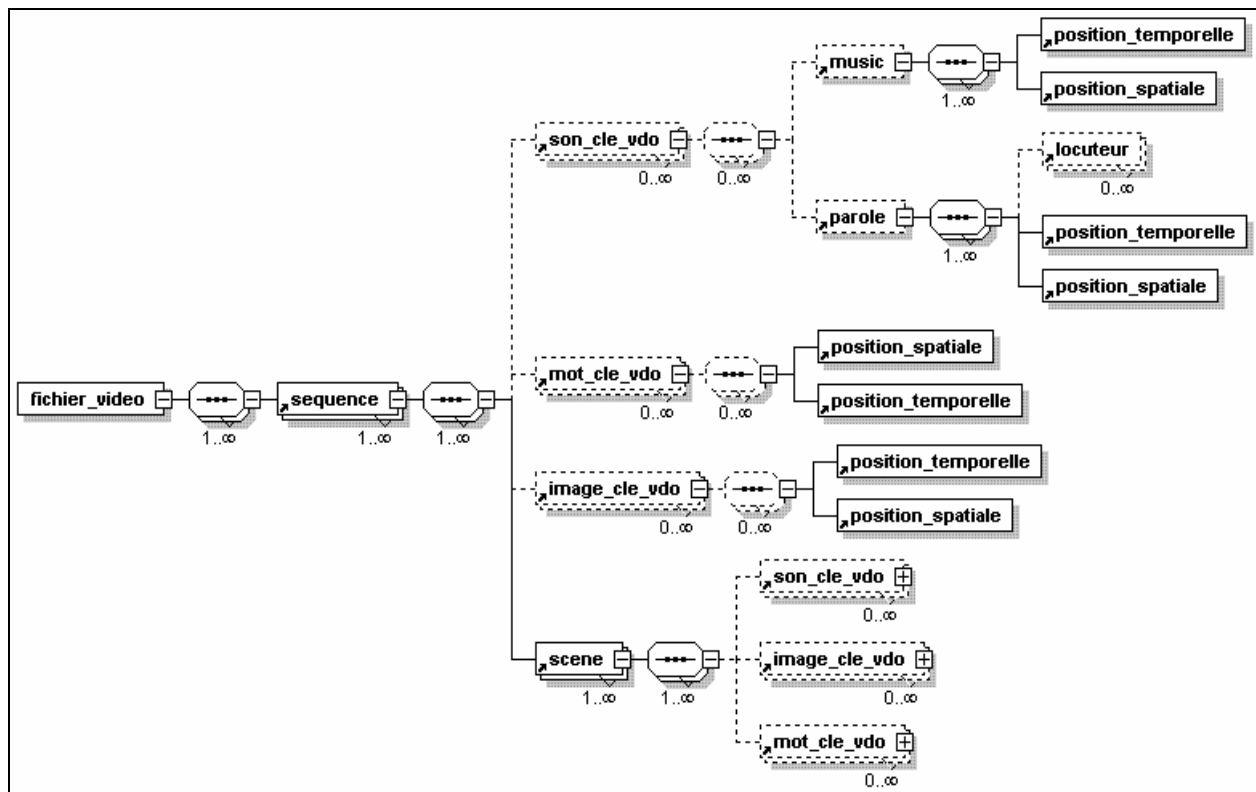 position_temporelle
music
position_spatiale
1..∞
son_cle_vdo
0..∞
0..∞
locuteur
0..∞
parole
position_temporelle
1..∞
position_spatiale
position_spatiale
mot_cle_vdo
0..∞
0..∞
position_temporelle
fichier_video
1..∞
sequence
1..∞
1..∞
position_temporelle
image_cle_vdo
0..∞
0..∞
position_spatiale
son_cle_vdo
0..∞
scene
1..∞
1..∞
image_cle_vdo
0..∞
mot_cle_vdo
0..∞